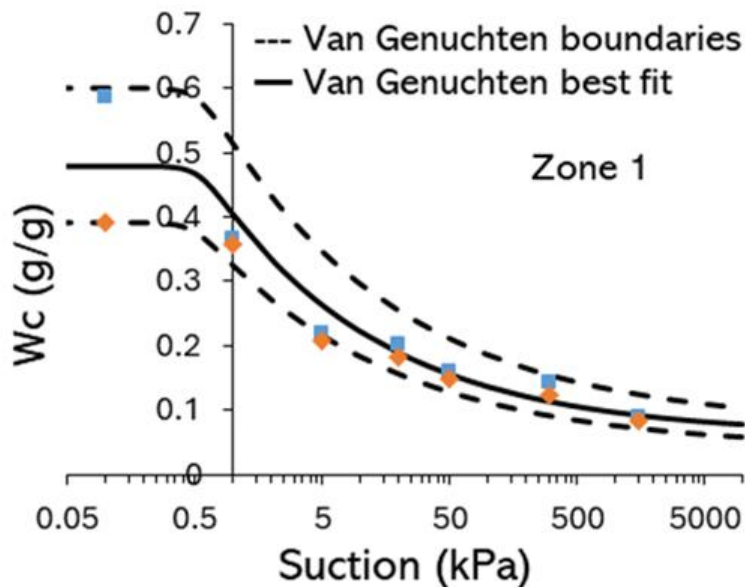 0.7
Van Genuchten boundaries
0.6
Van Genuchten best fit
0.5
Zone 1
0.4
Wc (g/g)
0.3
0.2
0.1
0
0.05 0.5 5 50 500 5000
Suction (kPa)